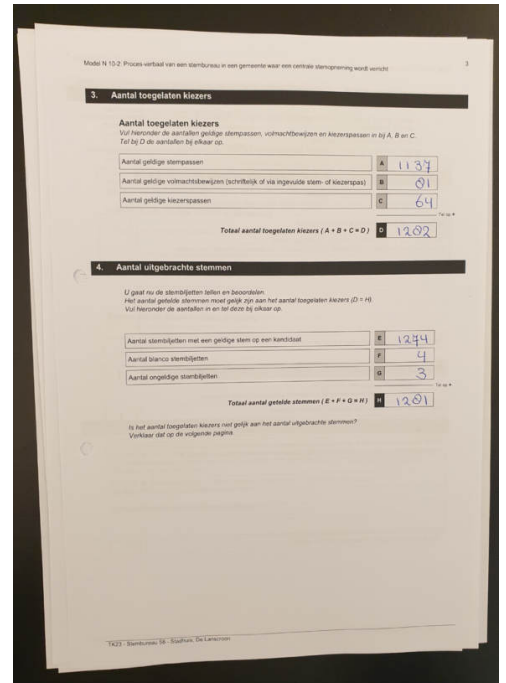 Model N 10-2: Proces-verbaal van een stembureau in een gemeente waar een centrale stemopneming wordt verricht
3
3. Aantal toegelaten kiezers
Aantal toegelaten kiezers
Vul hieronder de aantallen geldige stempassen, volmachtbewijzen en kiezerspassen in bij A, B en C.
Tel bij D de aantallen bij elkaar op.
Aantal geldige stempassen A 1137
Aantal geldige volmachtsbewijzen (schriftelijk of via ingevulde stem- of kiezerspas) B 81
Aantal geldige kiezerspassen C 64
Tel op +
Totaal aantal toegelaten kiezers ( A + B + C = D ) D 1282
4. Aantal uitgebrachte stemmen
U gaat nu de stembiljetten tellen en beoordelen.
Het aantal getelde stemmen moet gelijk zijn aan het aantal toegelaten kiezers (D = H).
Vul hieronder de aantallen in en tel deze bij elkaar op.
Aantal stembiljetten met een geldige stem op een kandidaat E 1274
Aantal blanco stembiljetten F 4
Aantal ongeldige stembiljetten G 3
Tel op +
Totaal aantal getelde stemmen ( E + F + G = H ) H 1281
Is het aantal toegelaten kiezers niet gelijk aan het aantal uitgebrachte stemmen?
Verklaar dat op de volgende pagina.
TK23 - Stembureau - Stadhuis, De